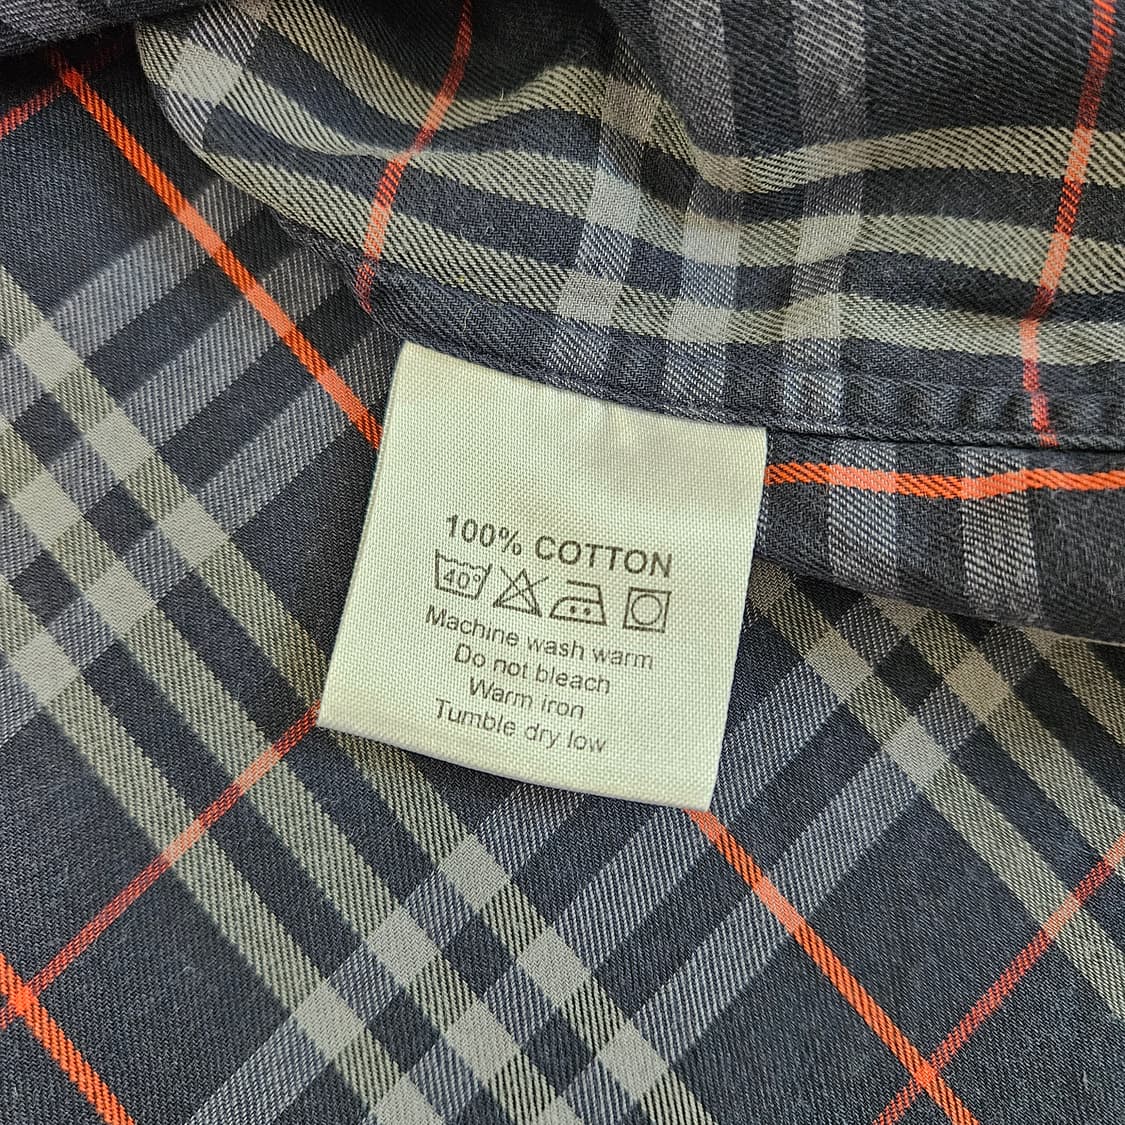 100% COTTON
40°
Machine wash warm
Do not bleach
Warm iron
Tumble dry low